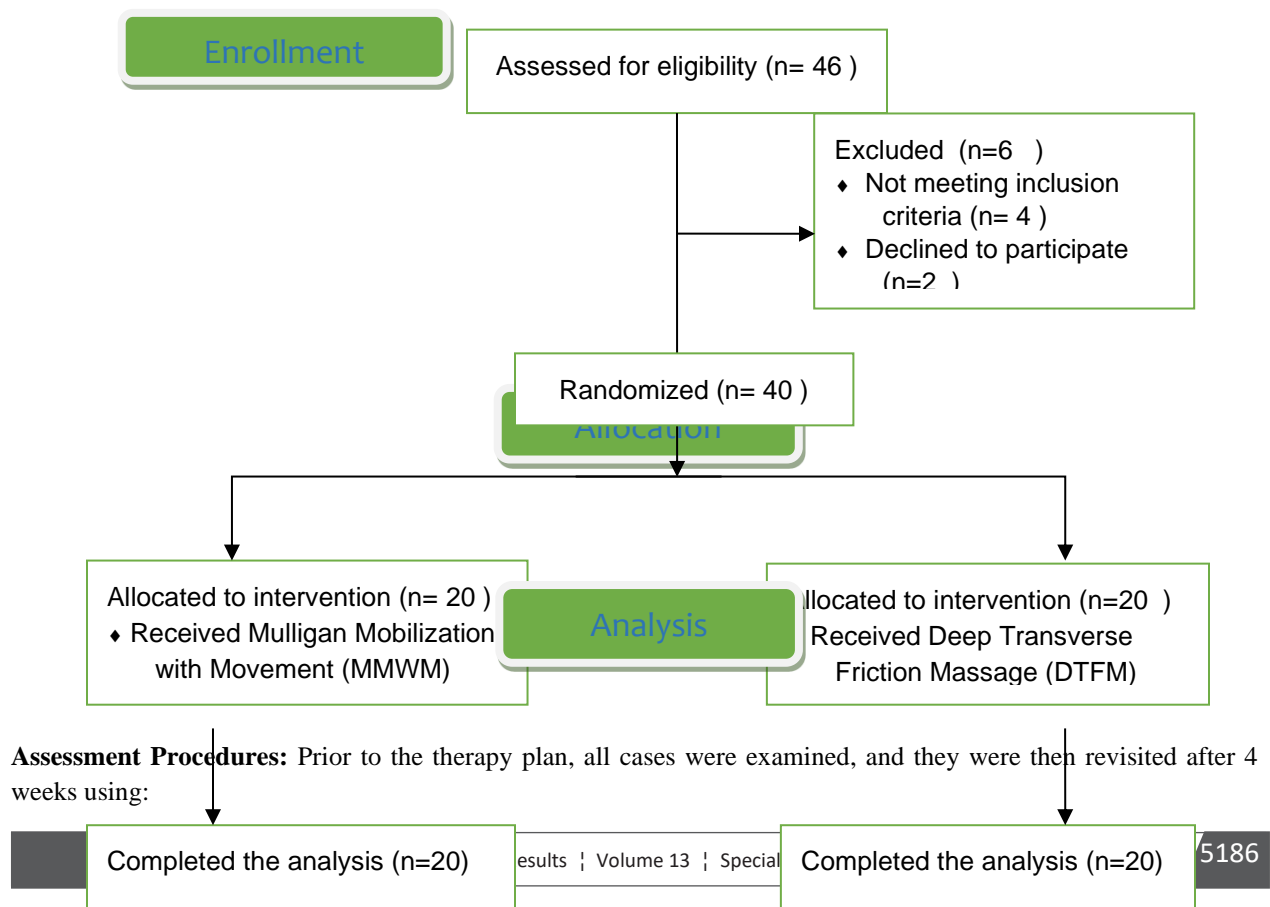 Enrollment
Assessed for eligibility (n= 46 )
Excluded (n=6 )
♦ Not meeting inclusion
criteria (n= 4 )
♦ Declined to participate
(n=2 )
Randomized (n= 40 )
Allocation
Allocated to intervention (n= 20 )
♦ Received Mulligan Mobilization
with Movement (MMWM)
Analysis
llocated to intervention (n=20 )
Received Deep Transverse
Friction Massage (DTFM)
Assessment Procedures: Prior to the therapy plan, all cases were examined, and they were then revisited after 4
weeks using:
Completed the analysis (n=20)
esults ¦ Volume 13 ¦ Special
Completed the analysis (n=20)
5186